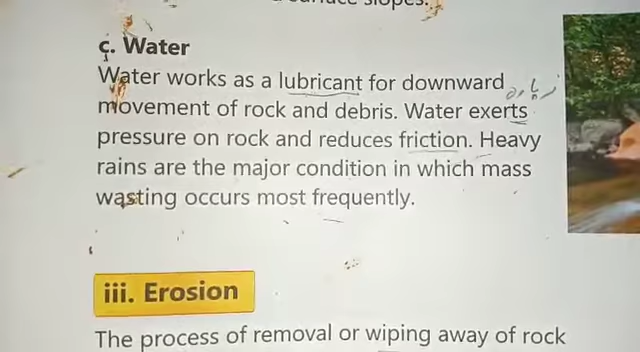 c. Water
Water works as a lubricant for downward
movement of rock and debris. Water exerts
pressure on rock and reduces friction. Heavy
rains are the major condition in which mass
wasting occurs most frequently.
iii. Erosion
The process of removal or wiping away of rock